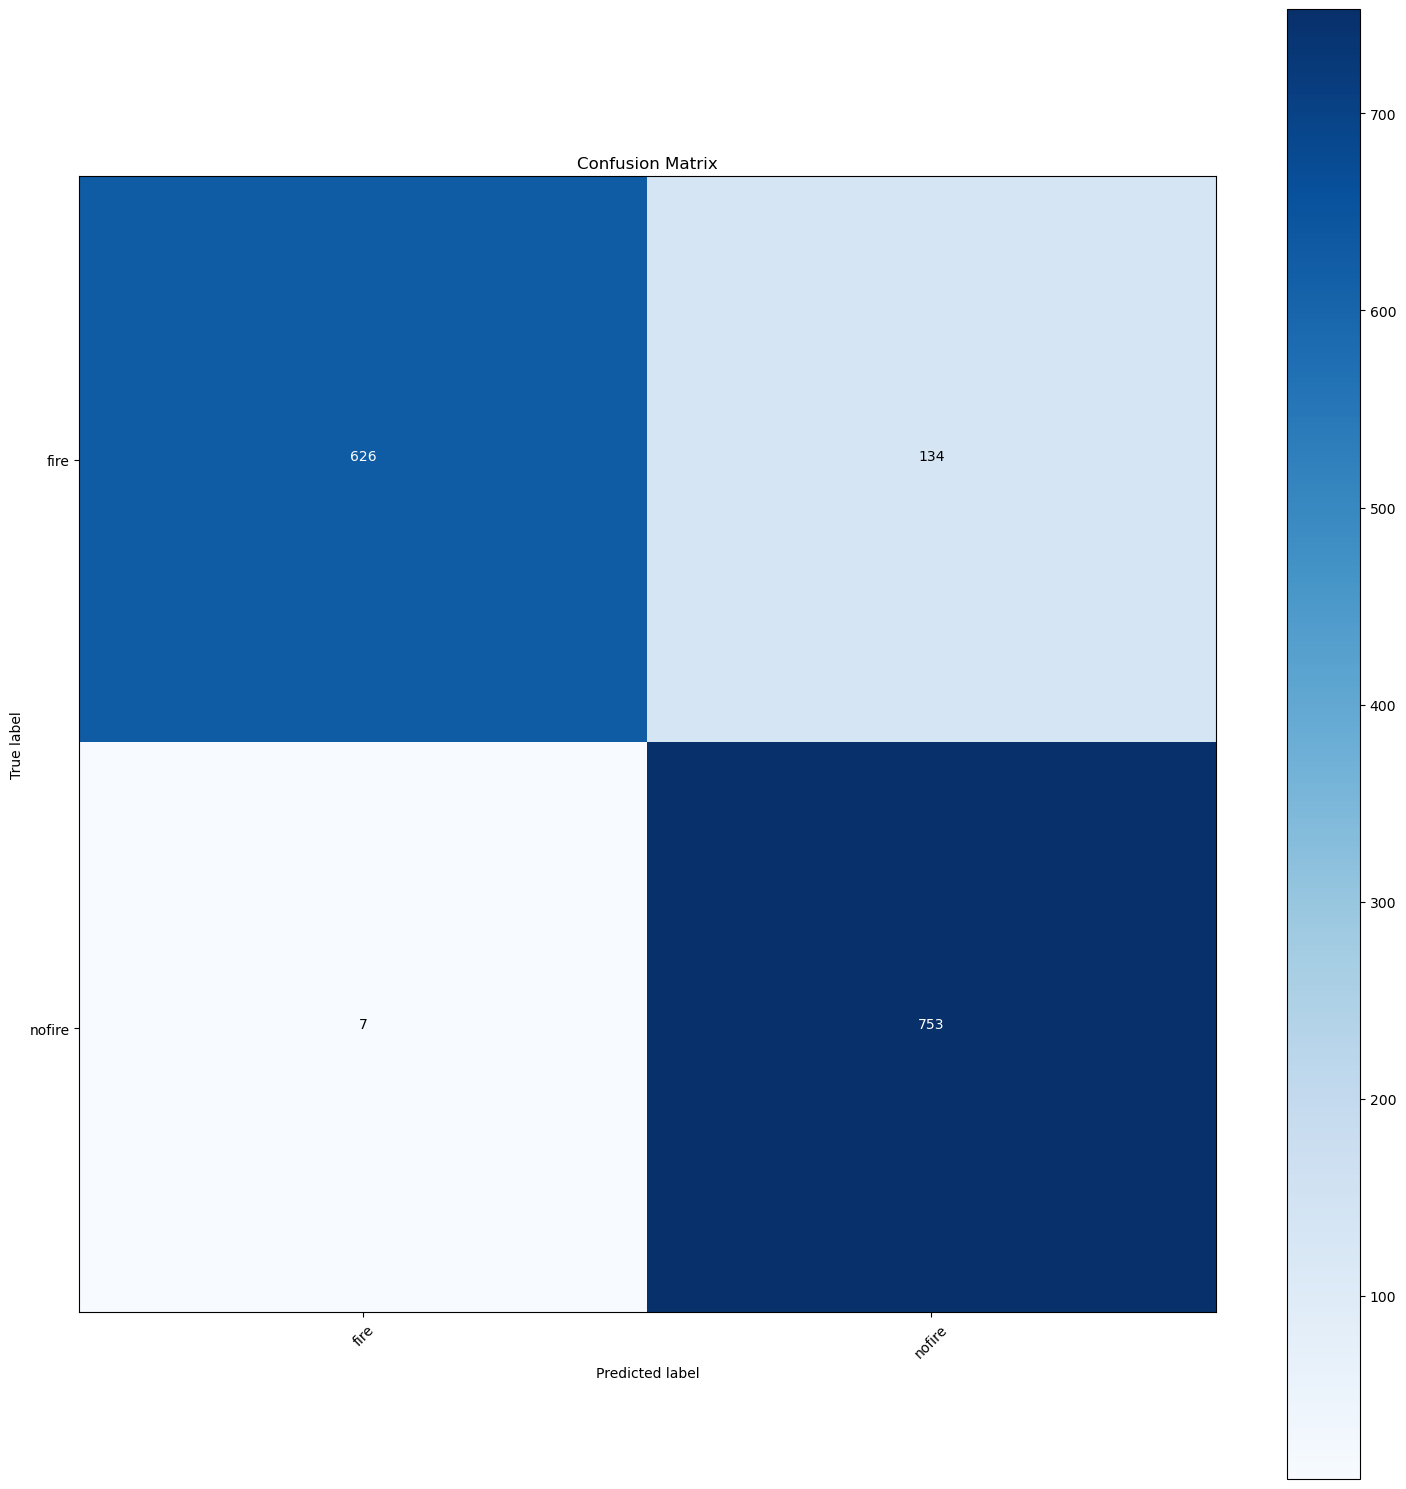 Confusion Matrix
700
600
fire
626
134
500
400
True label
300
nofire
7
753
200
100
fire
nofire
Predicted label